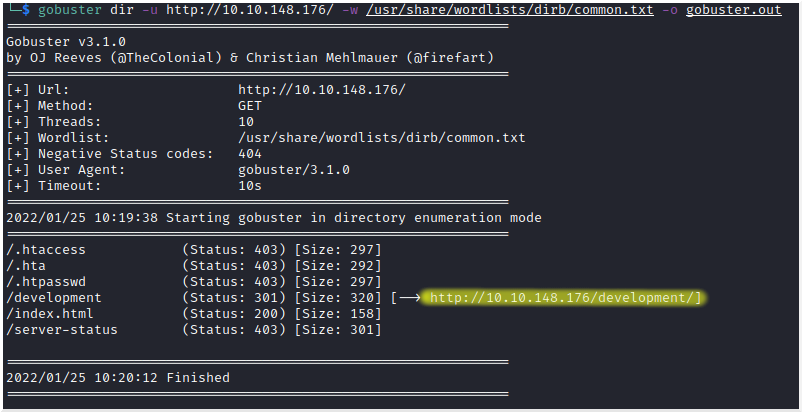 └─$ gobuster dir -u http://10.10.148.176/ -w /usr/share/wordlists/dirb/common.txt -o gobuster.out
===============================================================
Gobuster v3.1.0
by OJ Reeves (@TheColonial) & Christian Mehlmauer (@firefart)
===============================================================
[+] Url:                     http://10.10.148.176/
[+] Method:                  GET
[+] Threads:                 10
[+] Wordlist:                /usr/share/wordlists/dirb/common.txt
[+] Negative Status codes:   404
[+] User Agent:              gobuster/3.1.0
[+] Timeout:                 10s
===============================================================
2022/01/25 10:19:38 Starting gobuster in directory enumeration mode
===============================================================
/.htaccess            (Status: 403) [Size: 297]
/.hta                 (Status: 403) [Size: 292]
/.htpasswd            (Status: 403) [Size: 297]
/development          (Status: 301) [Size: 320] [--> http://10.10.148.176/development/]
/index.html           (Status: 200) [Size: 158]
/server-status        (Status: 403) [Size: 301]
===============================================================
2022/01/25 10:20:12 Finished
===============================================================